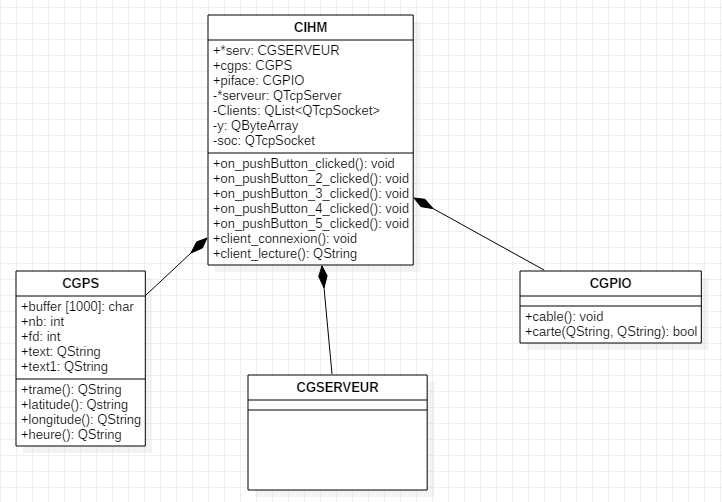 CIHM
+*serv: CGSERVEUR
+cgps: CGPS
+piface: CGPIO
-*serveur: QTcpServer
-Clients: QList<QTcpSocket>
-y: QByteArray
-soc: QTcpSocket
+on_pushButton_clicked(): void
+on_pushButton_2_clicked(): void
+on_pushButton_3_clicked(): void
+on_pushButton_4_clicked(): void
+on_pushButton_5_clicked(): void
+client_connexion(): void
+client_lecture(): QString
CGPS
+buffer [1000]: char
+nb: int
+fd: int
+text: QString
+text1: QString
+trame(): QString
+latitude(): Qstring
+longitude(): QString
+heure(): QString
CGSERVEUR
CGPIO
+cable(): void
+carte(QString, QString): bool